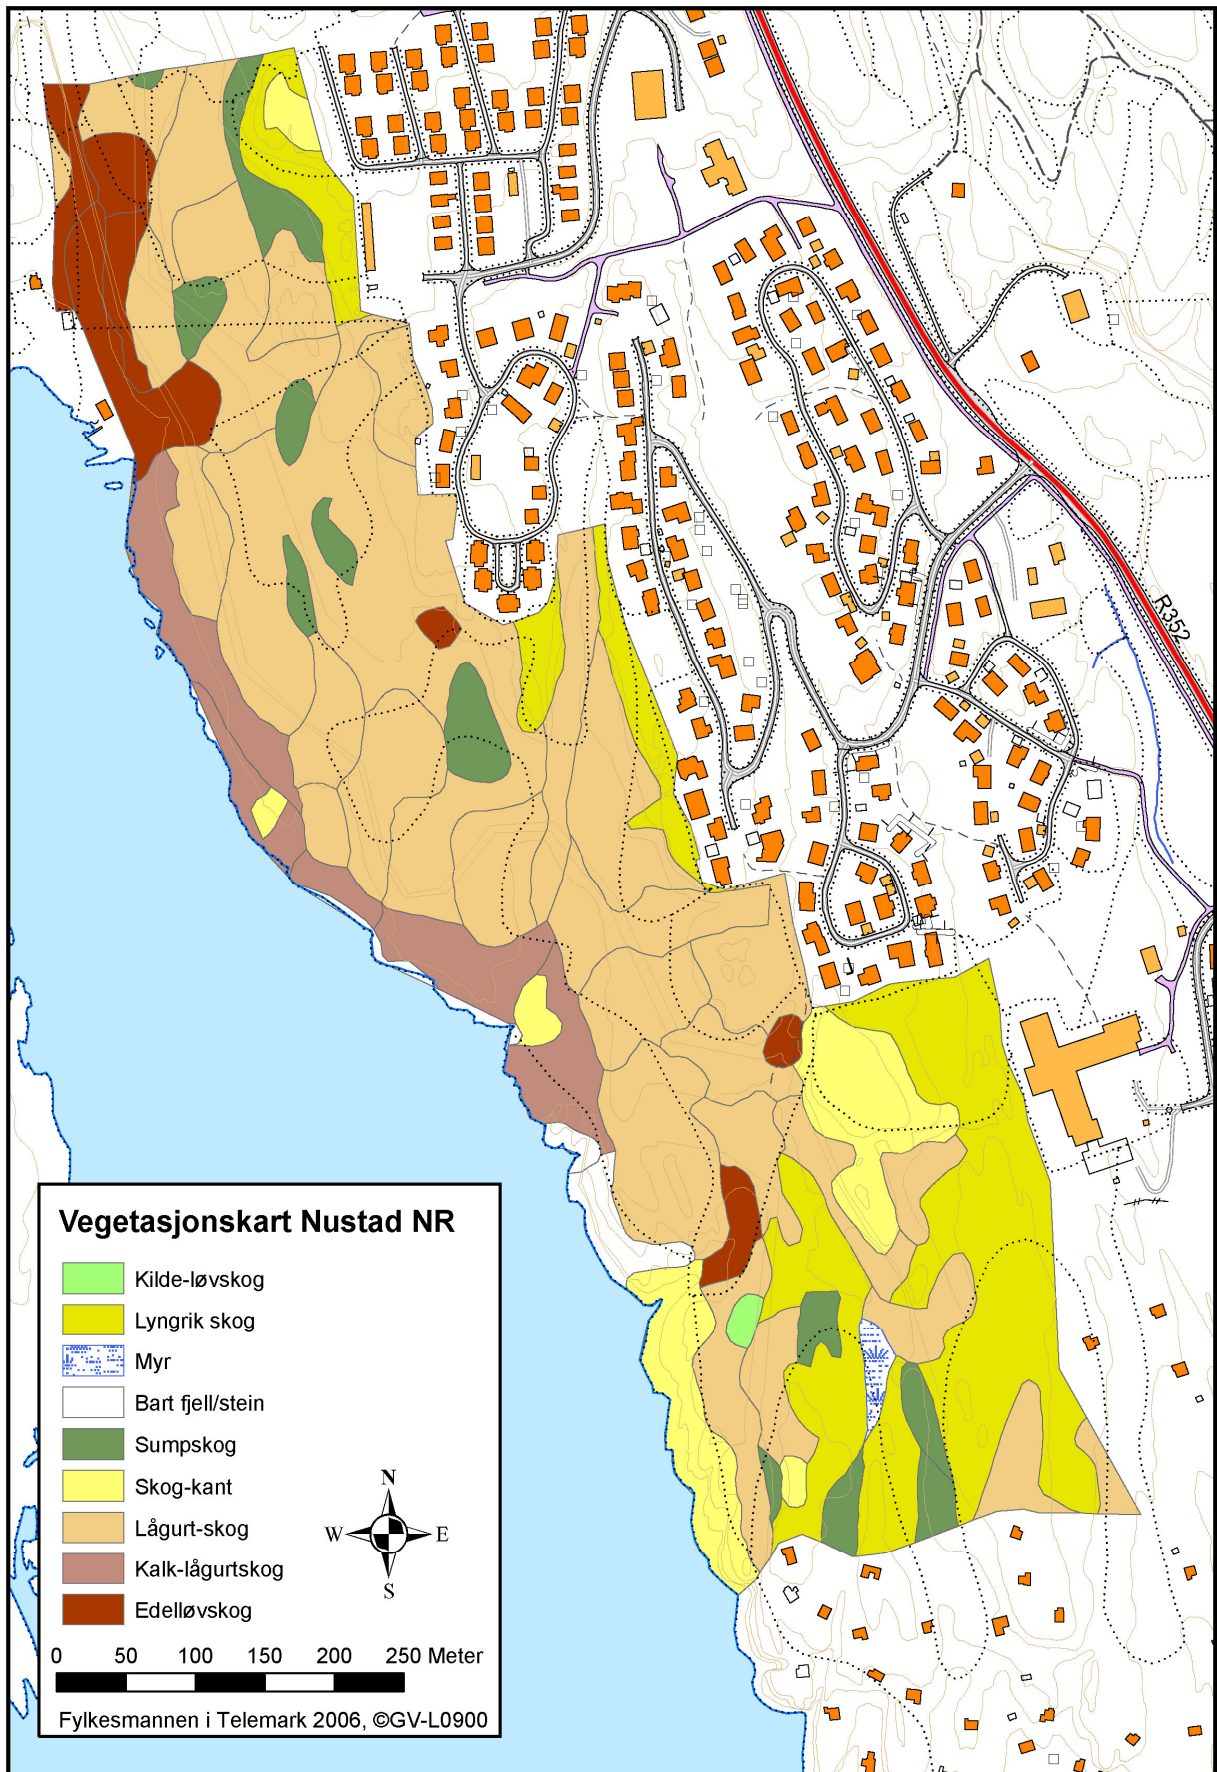 R352
Vegetasjonskart Nustad NR
Kilde-løvskog
Lyngrik skog
Myr
Bart fjell/stein
Sumpskog
Skog-kant
Lågurt-skog
Kalk-lågurtskog
Edelløvskog
N
W E
S
0 50 100 150 200 250 Meter
Fylkesmannen i Telemark 2006, ©GV-L0900